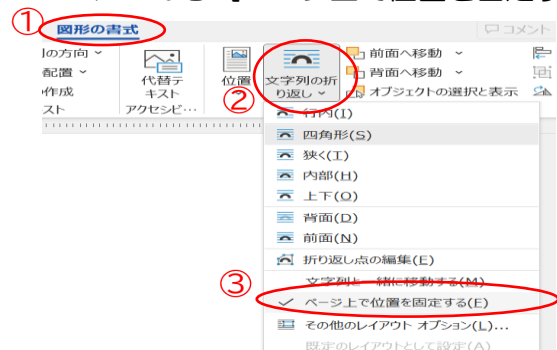 ①
図形の書式
コメント
の方向
配置
作成
スト
代替テ
キスト
アクセシビ…
位置
②
文字列の折
り返し
前面へ移動
背面へ移動
オブジェクトの選択と表示
行内(I)
四角形(S)
狭く(T)
内部(H)
上下(O)
背面(D)
前面(N)
折り返し点の編集(E)
③
文字列と一緒に移動する(M)
ページ上で位置を固定する(F)
その他のレイアウト オプション(L)...
既定のレイアウトとして設定(A)